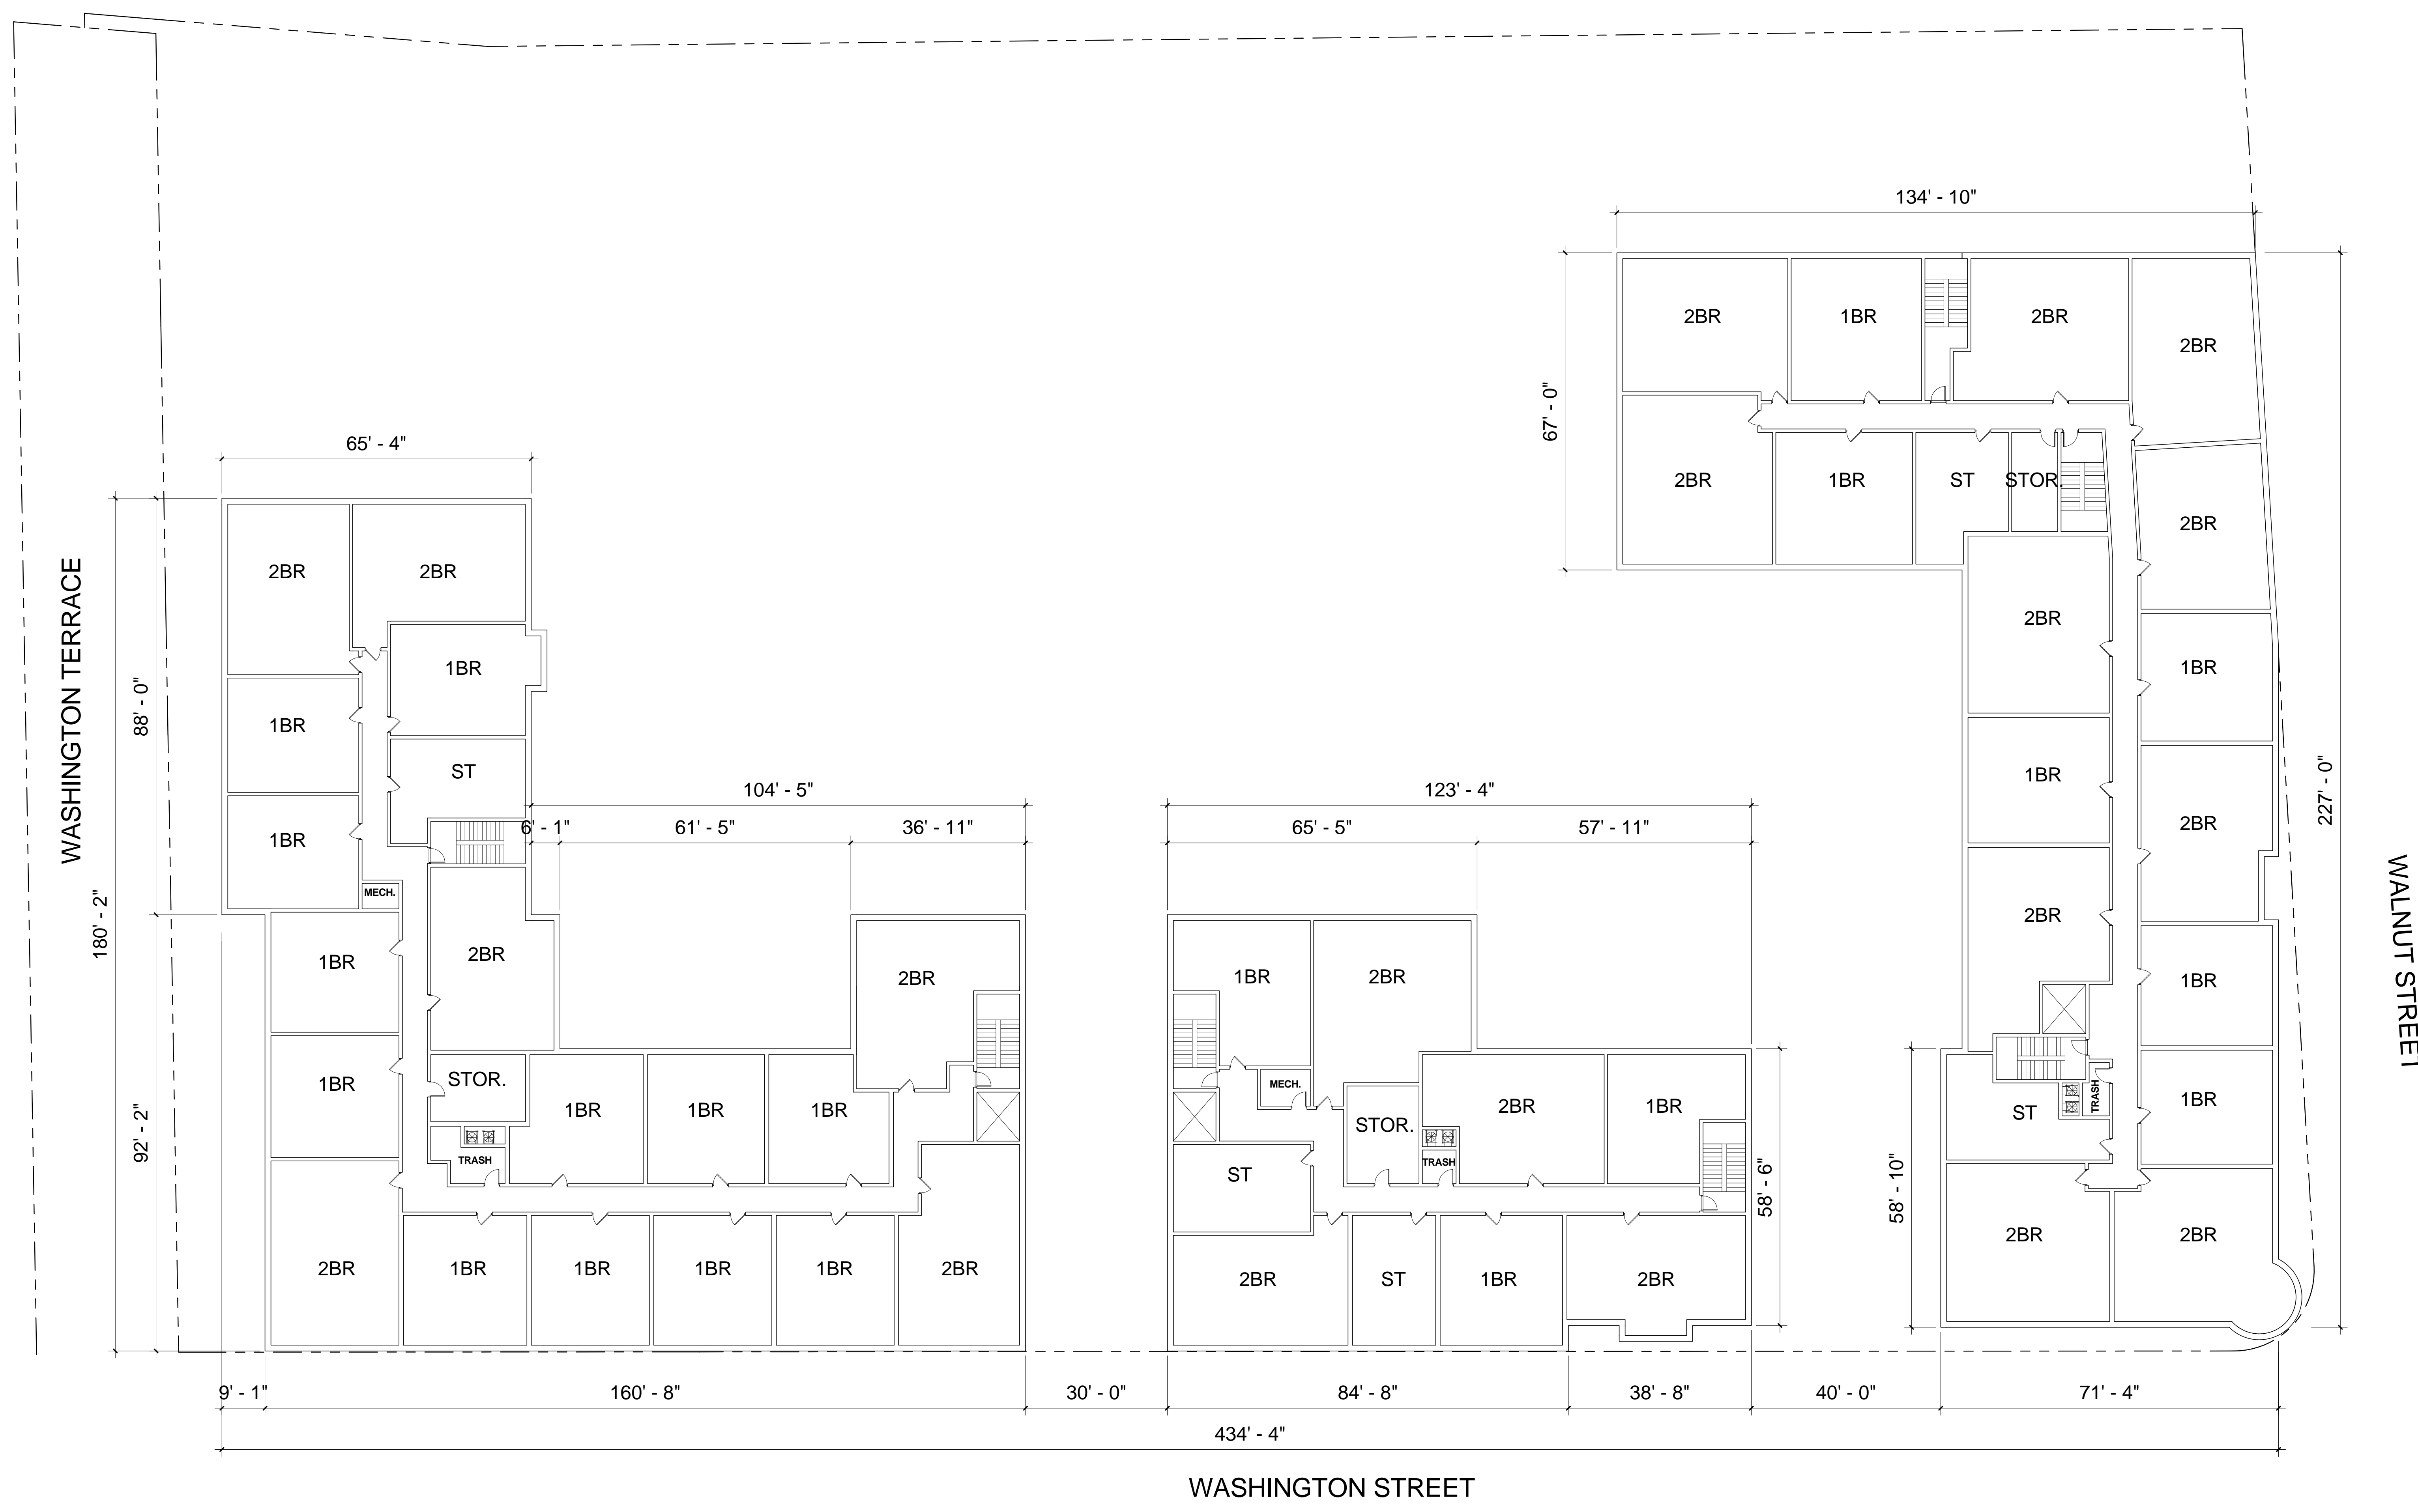 134' - 10"
67' - 0"
2BR
1BR
2BR
2BR
2BR
1BR
ST
STOR.
2BR
2BR
1BR
1BR
2BR
2BR
1BR
1BR
ST
TRASH
2BR
2BR
58' - 10"
227' - 0"
WALNUT STREET
65' - 4"
WASHINGTON TERRACE
180' - 2"
88' - 0"
92' - 2"
2BR
2BR
1BR
1BR
ST
1BR
MECH.
1BR
2BR
1BR
STOR.
TRASH
1BR
1BR
1BR
2BR
2BR
1BR
1BR
1BR
1BR
2BR
104' - 5"
6' - 1"
61' - 5"
36' - 11"
123' - 4"
65' - 5"
57' - 11"
1BR
2BR
MECH.
STOR.
2BR
1BR
TRASH
ST
2BR
ST
1BR
2BR
58' - 6"
9' - 1"
160' - 8"
30' - 0"
84' - 8"
38' - 8"
40' - 0"
71' - 4"
434' - 4"
WASHINGTON STREET